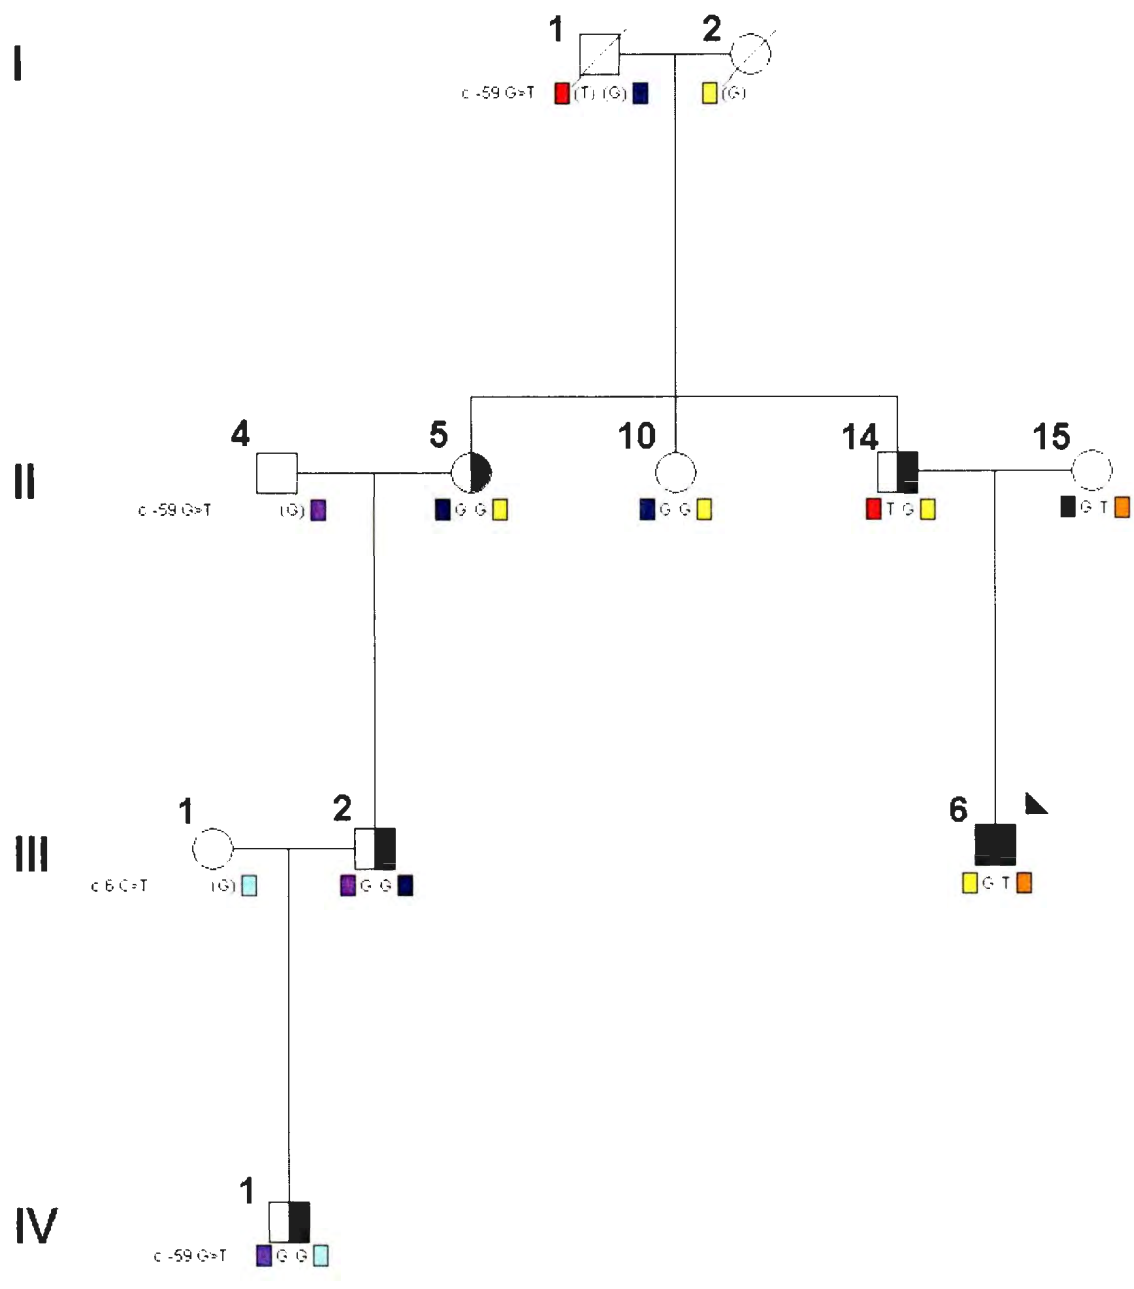 1 2
I
c -59 G>T (T) (G) (G)
4 5 10 14 15
II
c -59 G>T (G) G G G G T G G T
1 2 6
III
c 6 C>T (G) G G G T
1
IV
c -59 G>T G G